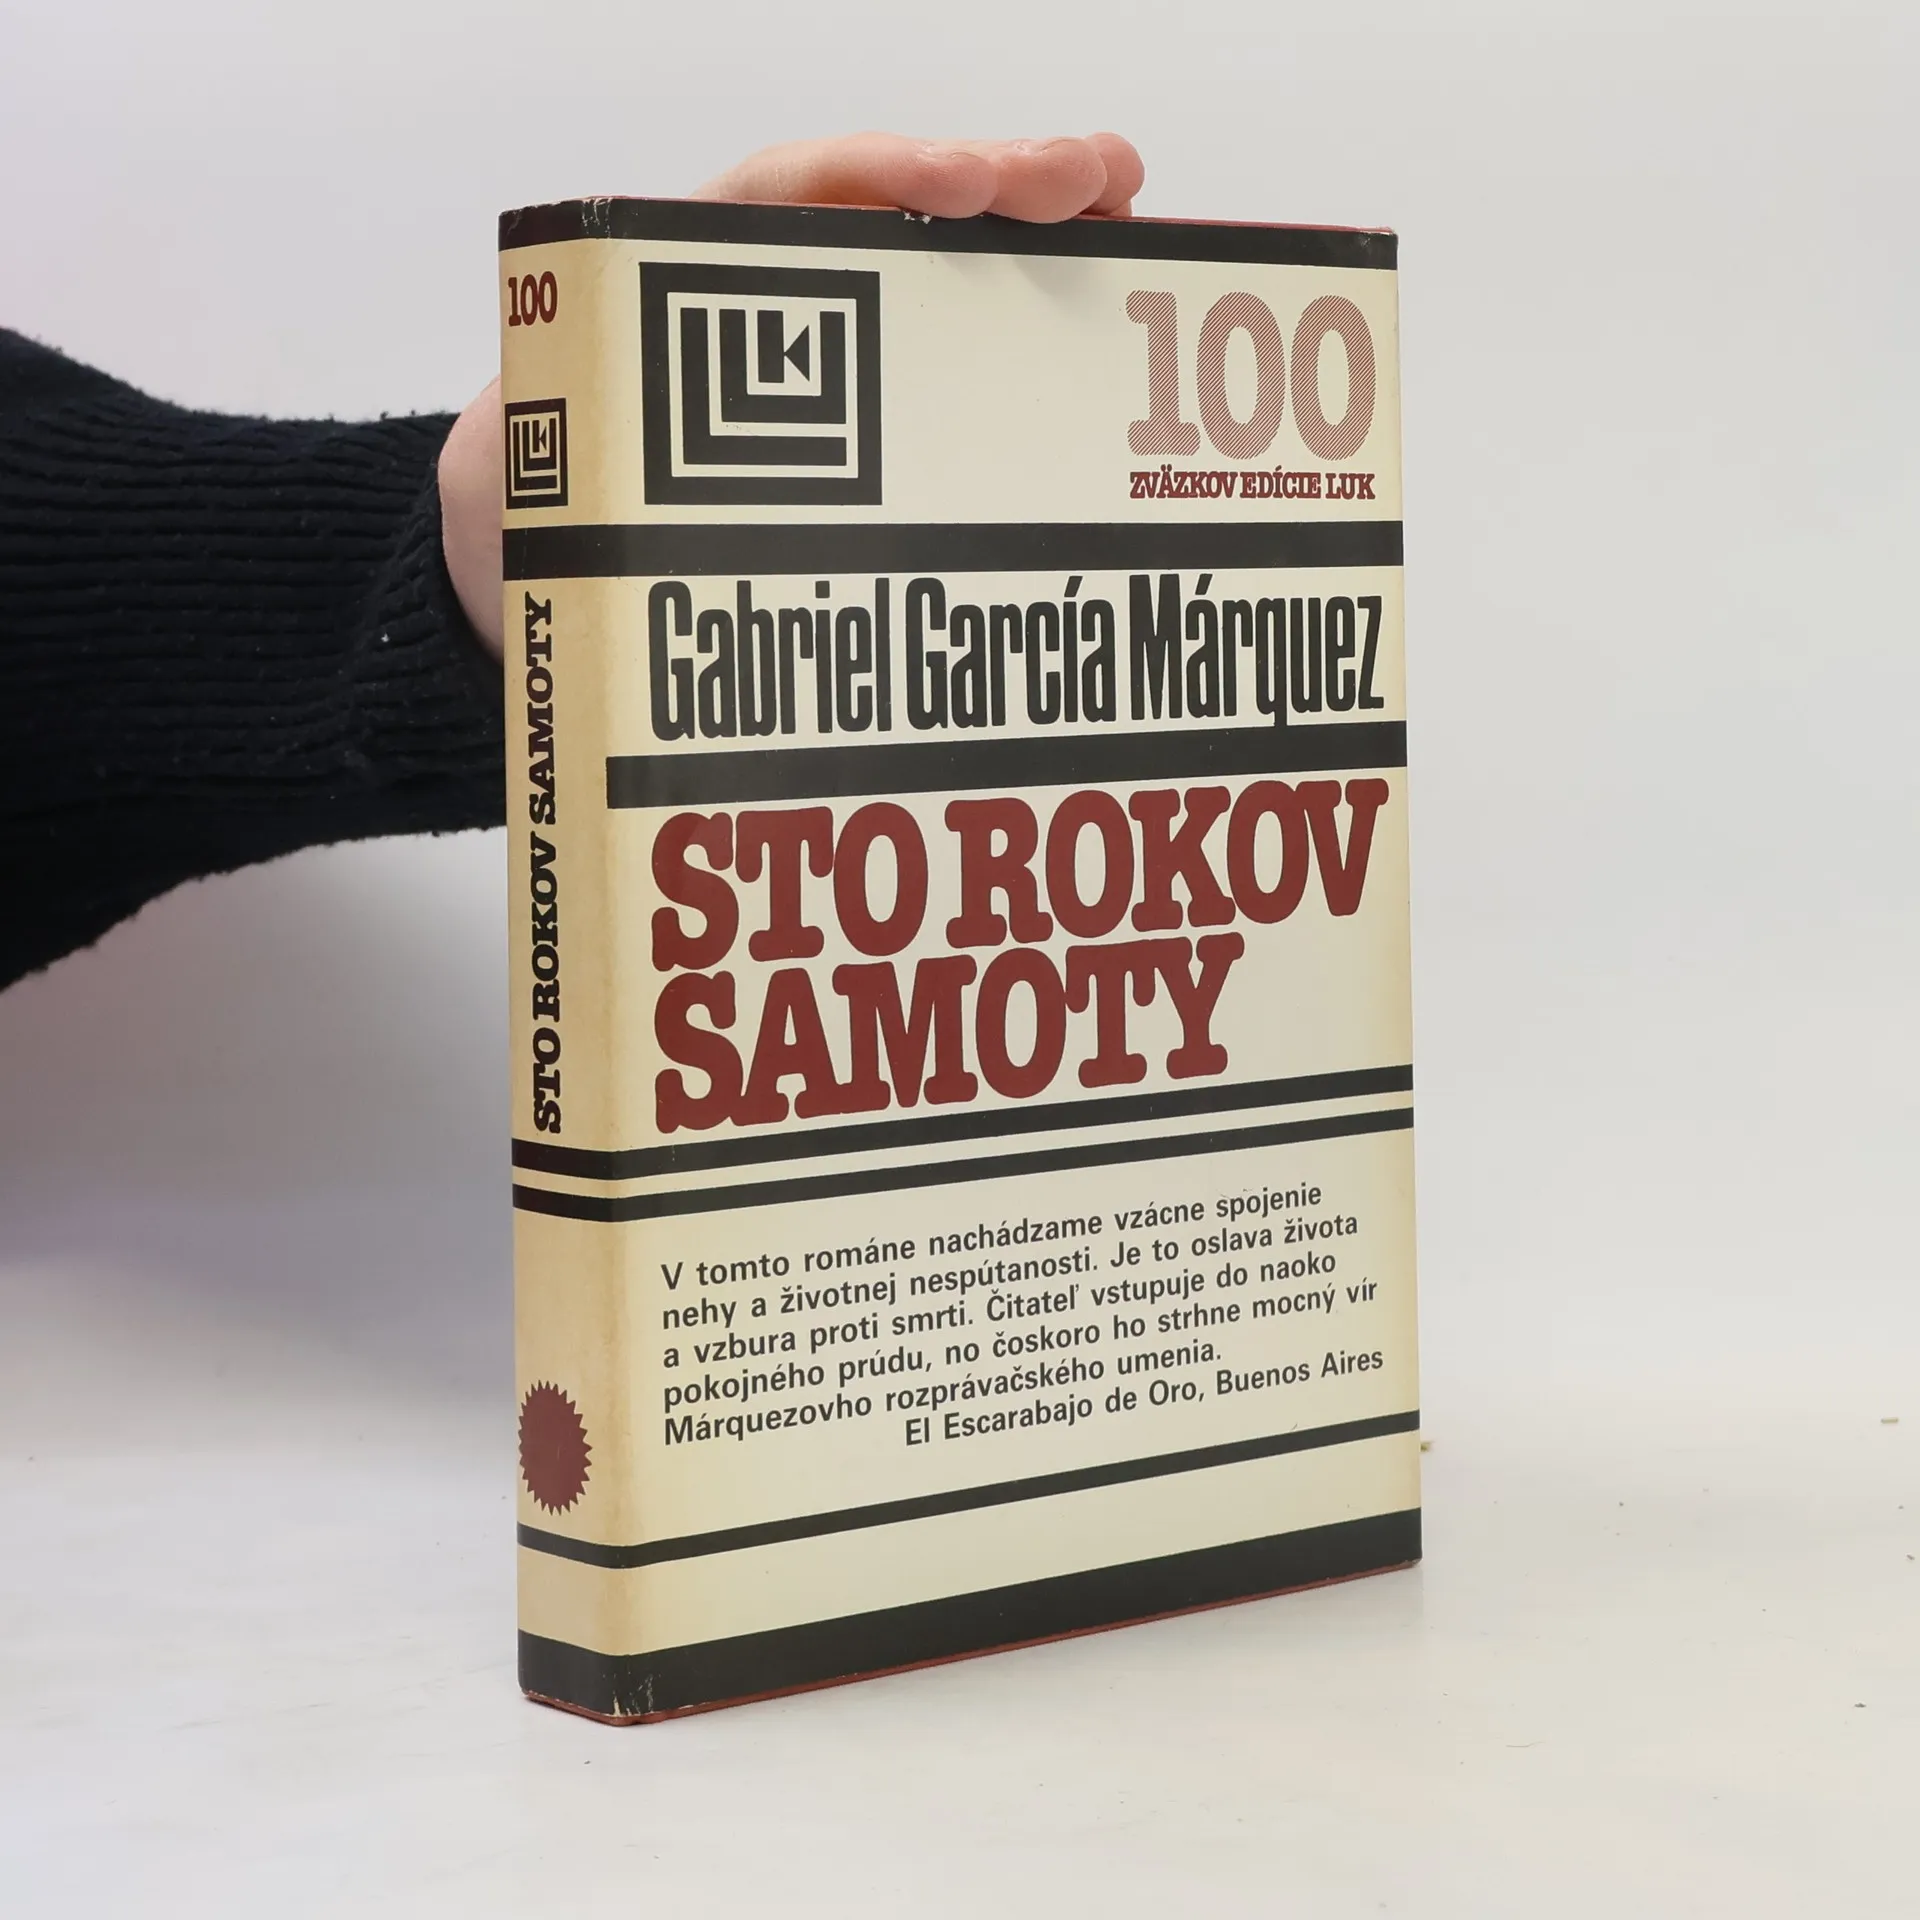 100
LUK
STO ROKOV SAMOTY
LUK
100
ZVÄZKOV EDÍCIE LUK
Gabriel García Márquez
STO ROKOV
SAMOTY
V tomto románe nachádzame vzácne spojenie
nehy a životnej nespútanosti. Je to oslava života
a vzbura proti smrti. Čitateľ vstupuje do naoko
pokojného prúdu, no čoskoro ho strhne mocný vír
Márquezovho rozprávačského umenia.
El Escarabajo de Oro, Buenos Aires